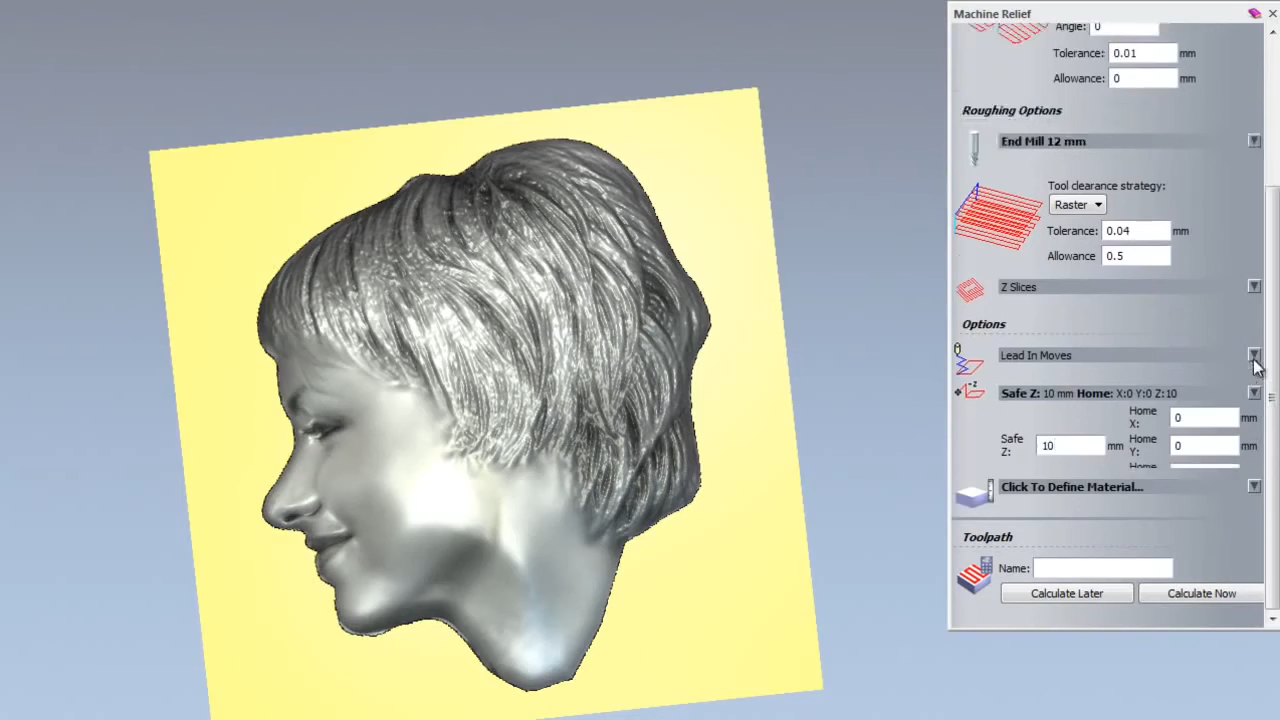 Machine Relief
Angle: 0
Tolerance: 0.01 mm
Allowance: 0 mm
Roughing Options
End Mill 12 mm
Tool clearance strategy:
Raster
Tolerance: 0.04 mm
Allowance 0.5
Z Slices
Options
Lead In Moves
Safe Z: 10 mm Home: X:0 Y:0 Z:10
Home X: 0 mm
Safe Z: 10 mm
Home Y: 0 mm
Home
Click To Define Material...
Toolpath
Name:
Calculate Later Calculate Now